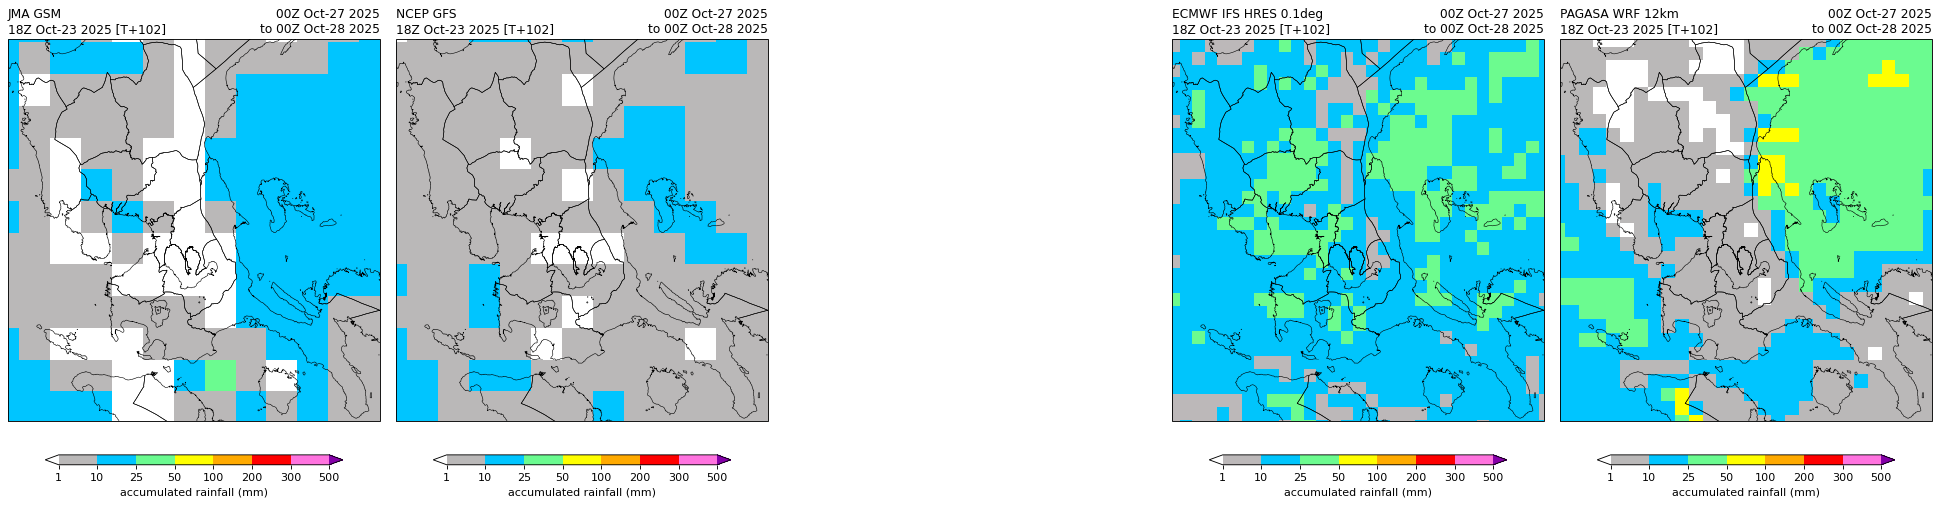 JMA GSM
00Z Oct-27 2025
18Z Oct-23 2025 [T+102]
to 00Z Oct-28 2025
NCEP GFS
00Z Oct-27 2025
18Z Oct-23 2025 [T+102]
to 00Z Oct-28 2025
ECMWF IFS HRES 0.1deg
00Z Oct-27 2025
18Z Oct-23 2025 [T+102]
to 00Z Oct-28 2025
PAGASA WRF 12km
00Z Oct-27 2025
18Z Oct-23 2025 [T+102]
to 00Z Oct-28 2025
1 10 25 50 100 200 300 500
accumulated rainfall (mm)
1 10 25 50 100 200 300 500
accumulated rainfall (mm)
1 10 25 50 100 200 300 500
accumulated rainfall (mm)
1 10 25 50 100 200 300 500
accumulated rainfall (mm)